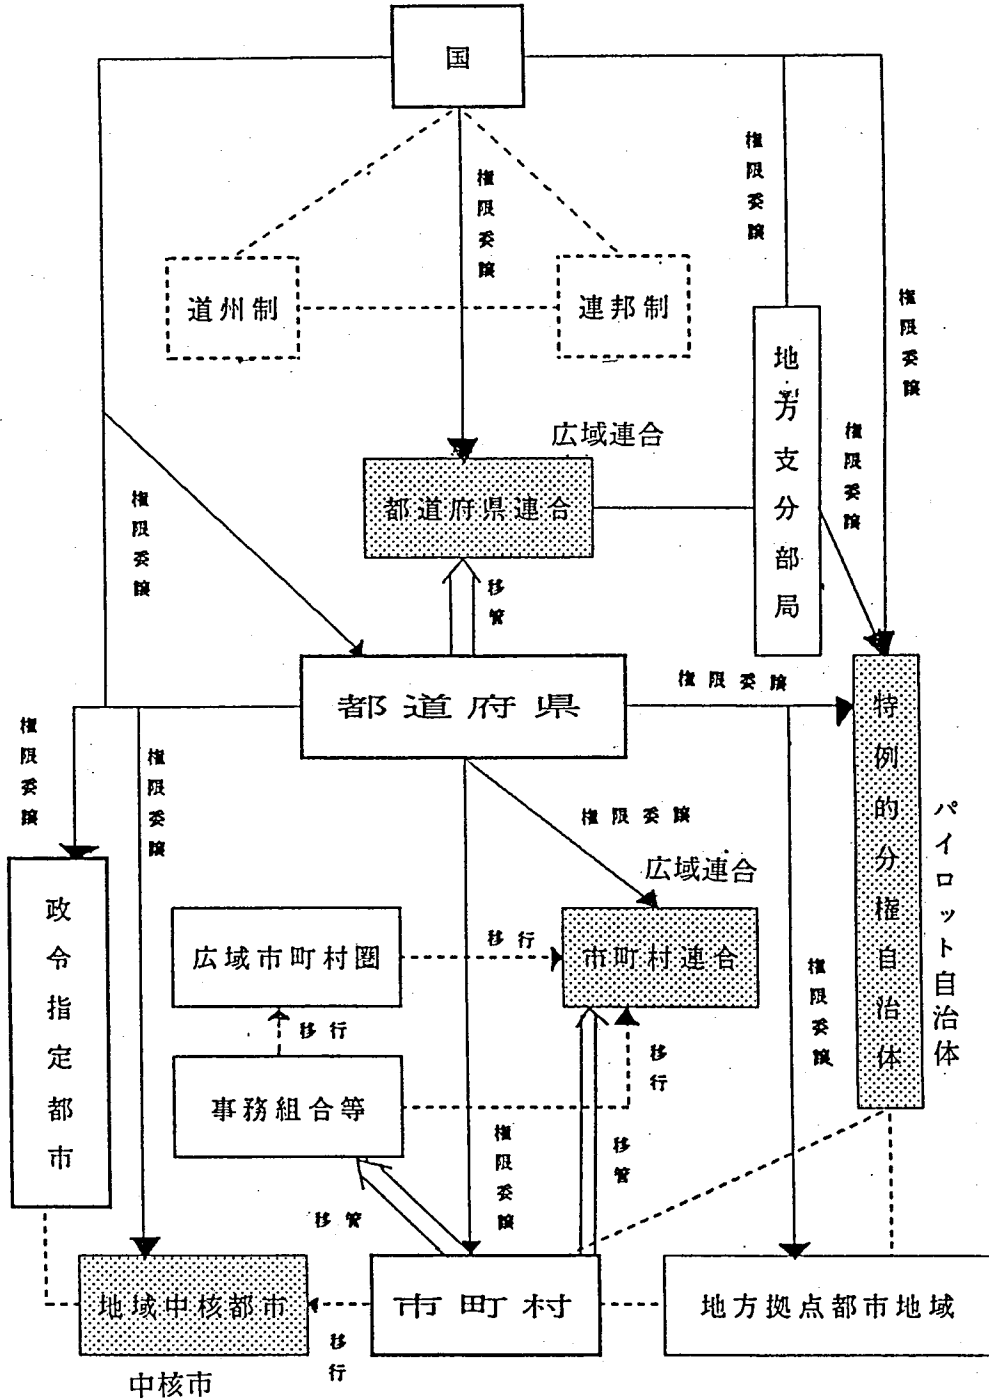 国
権限委譲
権限委譲
道州制
連邦制
権限委譲
地方支分部局
広域連合
都道府県連合
権限委譲
権限委譲
移管
都道府県
権限委譲
特例的分権自治体
パイロット自治体
権限委譲
権限委譲
権限委譲
広域連合
政令指定都市
広域市町村圏
移行
市町村連合
権限委譲
移行
移行
事務組合等
権限委譲
移管
移管
地域中核都市
移行
市町村
地方拠点都市地域
中核市